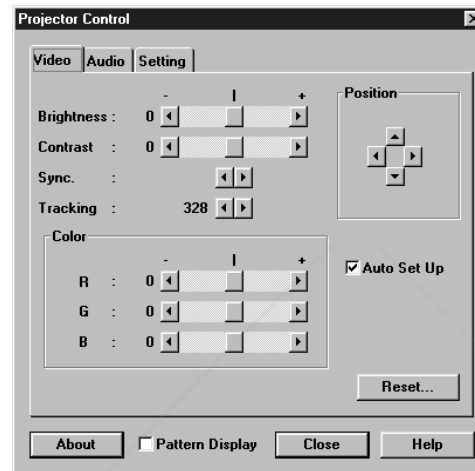 Projector Control
Video Audio Setting
- | +
Brightness : 0
Contrast : 0
Sync. :
Tracking : 328
Position
Color
- | +
R : 0
G : 0
B : 0
Auto Set Up
Reset...
About Pattern Display Close Help